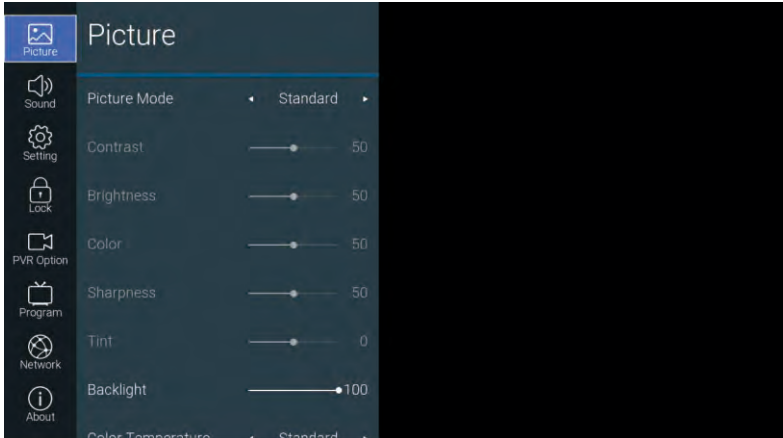 Picture
Sound
Setting
Lock
PVR Option
Program
Network
About
Picture
Picture Mode Standard
Contrast 50
Brightness 50
Color 50
Sharpness 50
Tint 0
Backlight 100
Color Temperature Standard